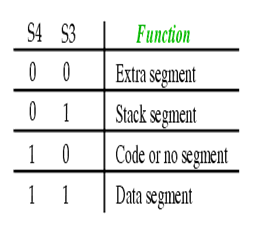 S4 S3 Function
0 0 Extra segment
0 1 Stack segment
1 0 Code or no segment
1 1 Data segment